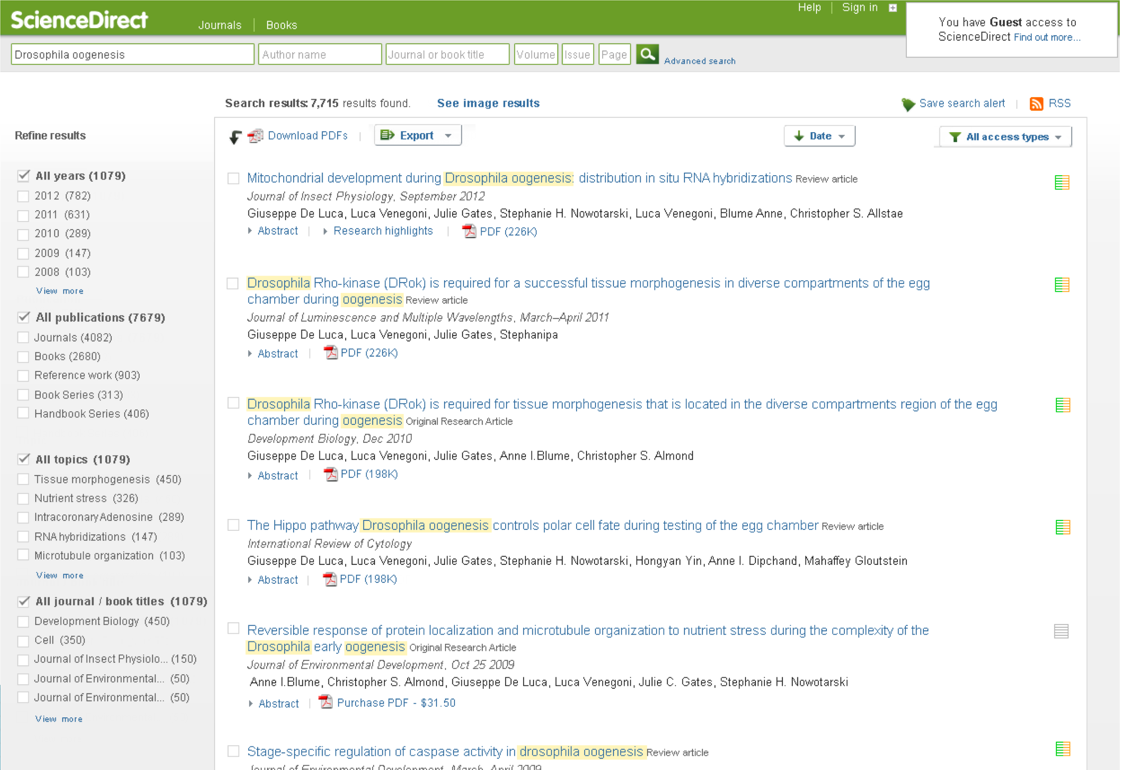 ScienceDirect
Journals | Books
Help | Sign in
You have Guest access to
ScienceDirect Find out more...
Drosophila oogenesis
Author name
Journal or book title
Volume
Issue
Page
Advanced search
Search results: 7,715 results found.
See image results
Save search alert
RSS
Refine results
All years (1079)
2012 (782)
2011 (631)
2010 (289)
2009 (147)
2008 (103)
View more
All publications (7679)
Journals (4082)
Books (2680)
Reference work (903)
Book Series (313)
Handbook Series (406)
All topics (1079)
Tissue morphogenesis (450)
Nutrient stress (326)
IntracoronaryAdenosine (289)
RNA hybridizations (147)
Microtubule organization (103)
View more
All journal / book titles (1079)
Development Biology (450)
Cell (350)
Journal of Insect Physiolo... (150)
Journal of Environmental... (50)
Journal of Environmental... (50)
View more
Download PDFs | Export
Date
All access types
Mitochondrial development during Drosophila oogenesis: distribution in situ RNA hybridizations Review article
Journal of Insect Physiology, September 2012
Giuseppe De Luca, Luca Venegoni, Julie Gates, Stephanie H. Nowotarski, Luca Venegoni, Blume Anne, Christopher S. Allstae
Abstract | Research highlights | PDF (226K)
Drosophila Rho-kinase (DRok) is required for a successful tissue morphogenesis in diverse compartments of the egg
chamber during oogenesis Review article
Journal of Luminescence and Multiple Wavelengths, March–April 2011
Giuseppe De Luca, Luca Venegoni, Julie Gates, Stephanipa
Abstract | PDF (226K)
Drosophila Rho-kinase (DRok) is required for tissue morphogenesis that is located in the diverse compartments region of the egg
chamber during oogenesis Original Research Article
Development Biology, Dec 2010
Giuseppe De Luca, Luca Venegoni, Julie Gates, Anne I.Blume, Christopher S. Almond
Abstract | PDF (198K)
The Hippo pathway Drosophila oogenesis controls polar cell fate during testing of the egg chamber Review article
International Review of Cytology
Giuseppe De Luca, Luca Venegoni, Julie Gates, Stephanie H. Nowotarski, Hongyan Yin, Anne I. Dipchand, Mahaffey Gloutstein
Abstract | PDF (198K)
Reversible response of protein localization and microtubule organization to nutrient stress during the complexity of the
Drosophila early oogenesis Original Research Article
Journal of Environmental Development, Oct 25 2009
Anne I.Blume, Christopher S. Almond, Giuseppe De Luca, Luca Venegoni, Julie C. Gates, Stephanie H. Nowotarski
Abstract | Purchase PDF - $31.50
Stage-specific regulation of caspase activity in drosophila oogenesis Review article
Journal of Environmental Development, March, April 2009